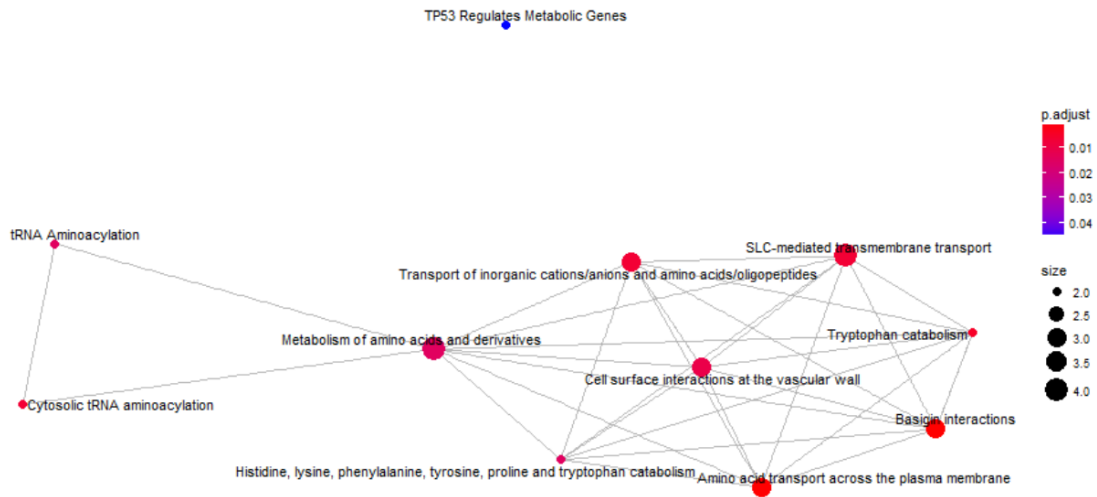 TP53 Regulates Metabolic Genes
p.adjust
0.01
0.02
0.03
0.04
tRNA Aminoacylation
SLC-mediated transmembrane transport
Transport of inorganic cations/anions and amino acids/oligopeptides
size
2.0
2.5
3.0
3.5
4.0
Metabolism of amino acids and derivatives
Tryptophan catabolism
Cell surface interactions at the vascular wall
Cytosolic tRNA aminoacylation
Basigin interactions
Histidine, lysine, phenylalanine, tyrosine, proline and tryptophan catabolism
Amino acid transport across the plasma membrane